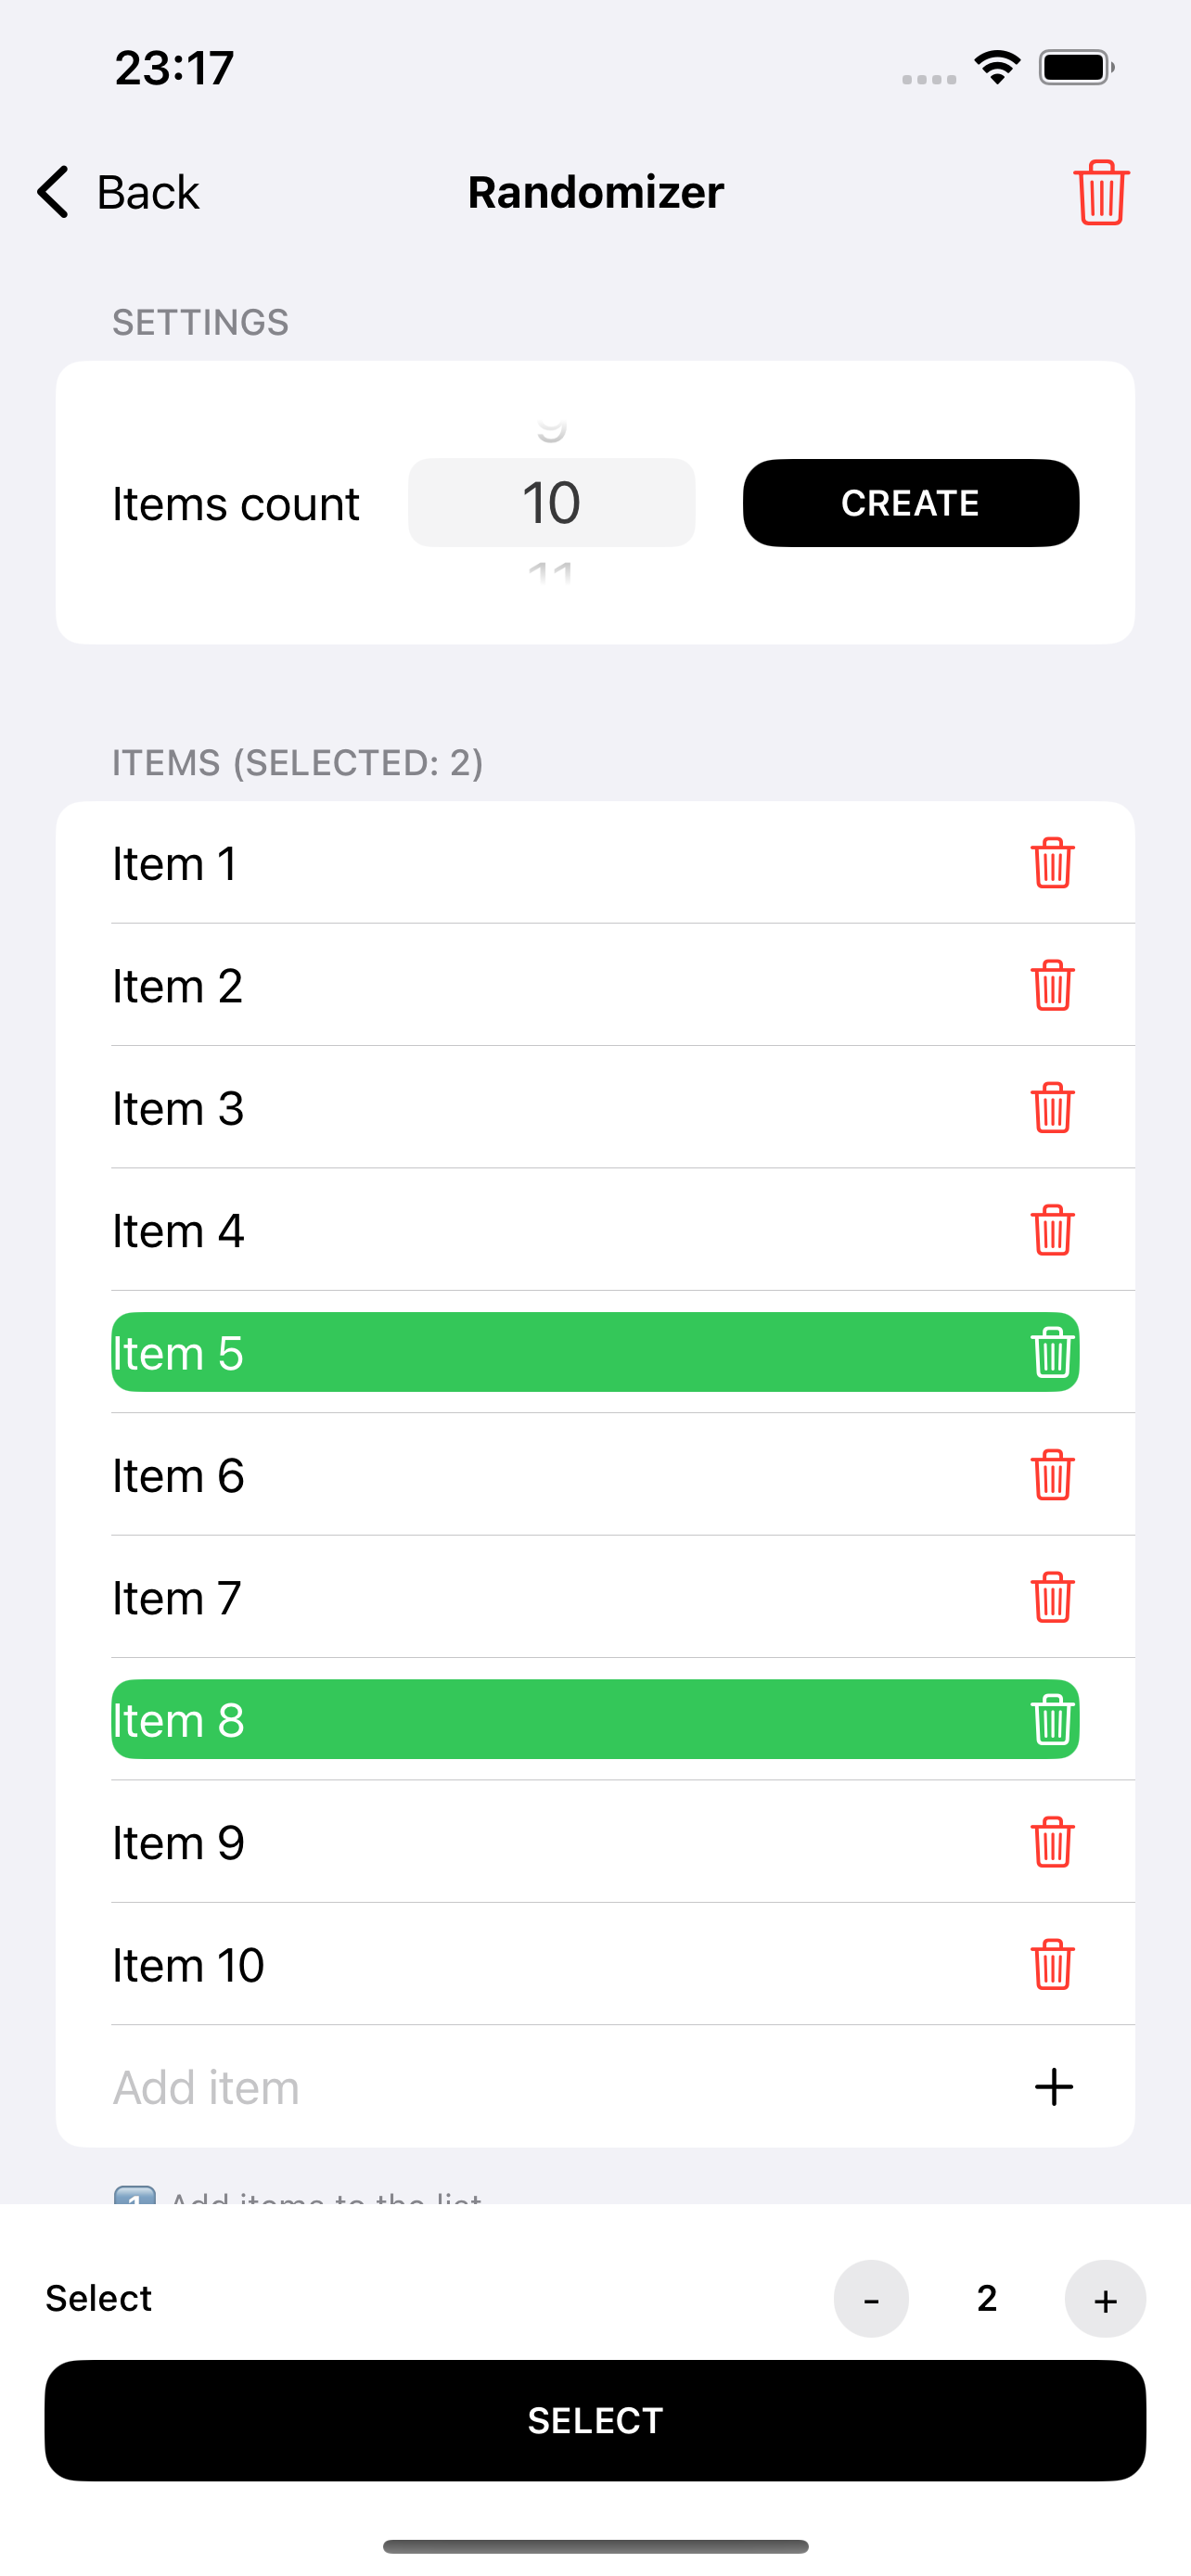 23:17
Back
Randomizer
SETTINGS
9
Items count
10
CREATE
11
ITEMS (SELECTED: 2)
Item 1
Item 2
Item 3
Item 4
Item 5
Item 6
Item 7
Item 8
Item 9
Item 10
Add item
+
1 Add items to the list
Select
- 2 +
SELECT